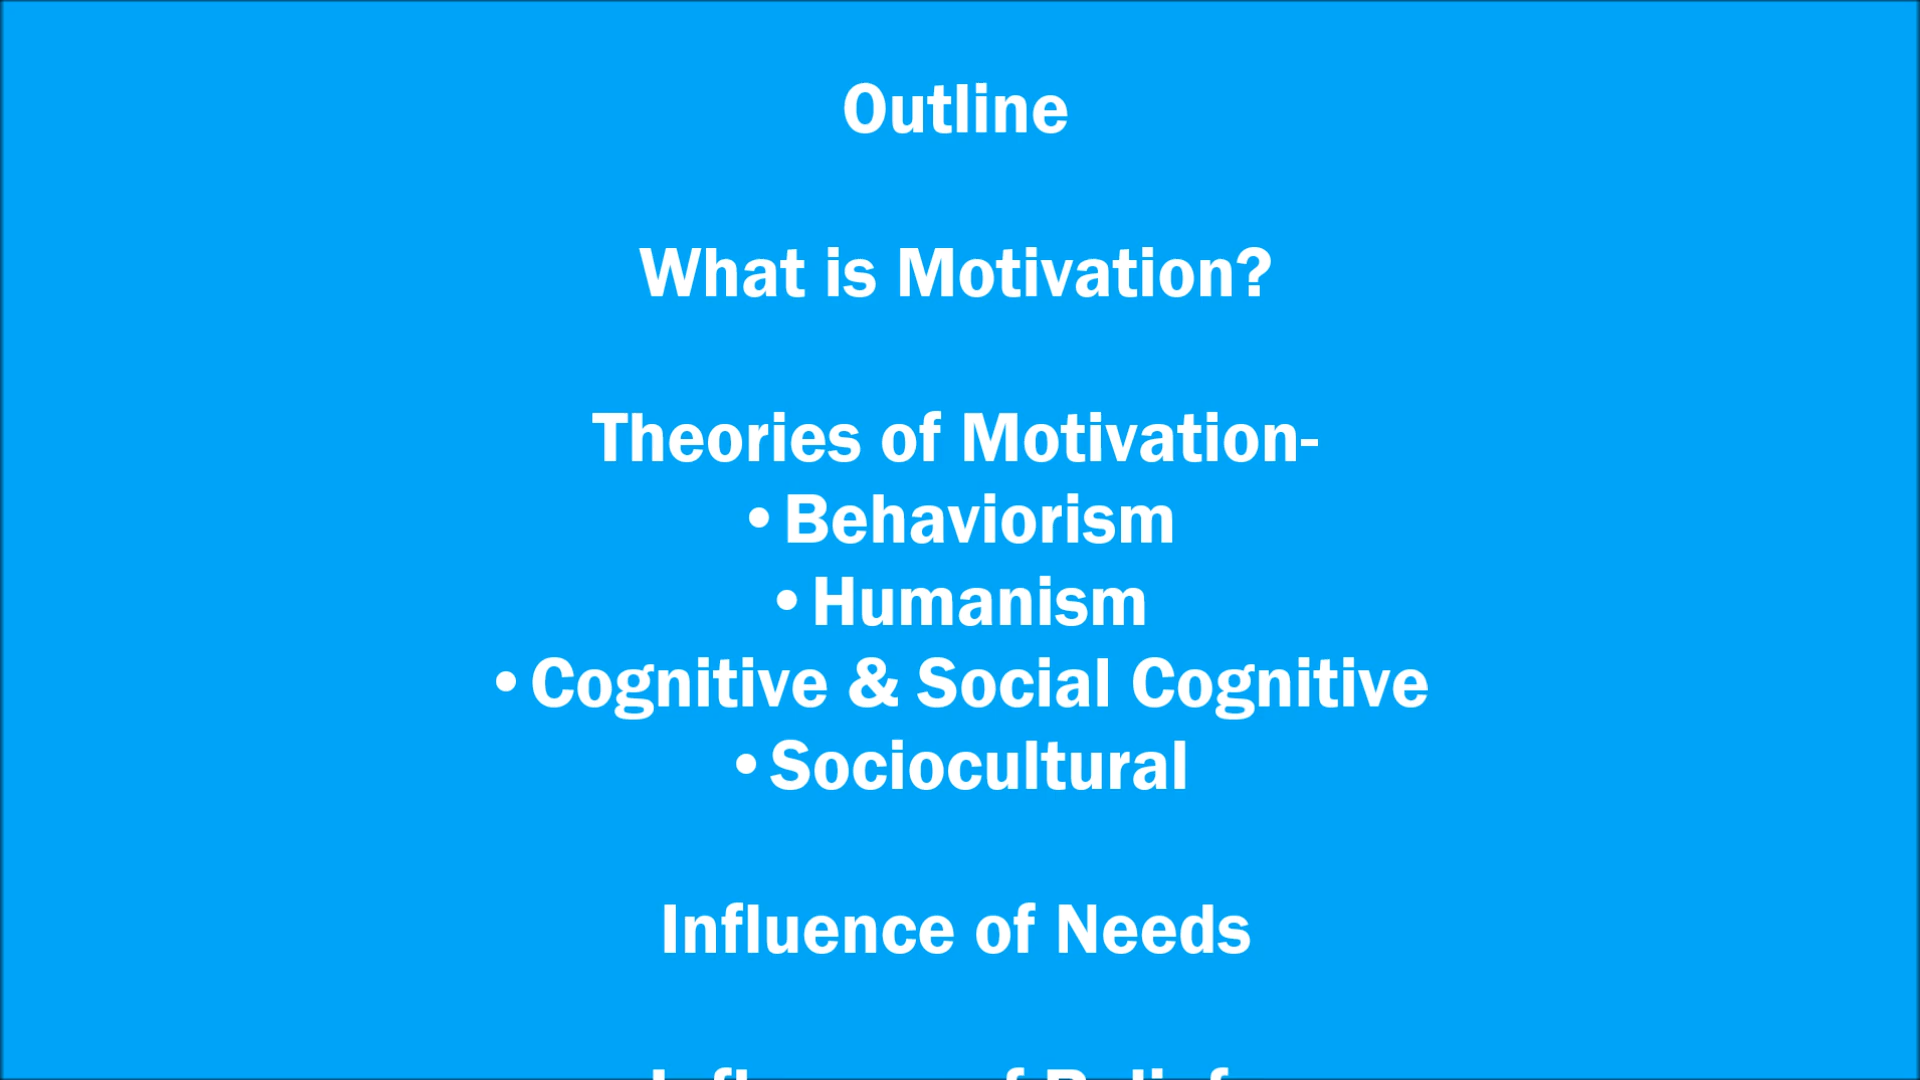 Outline
What is Motivation?
Theories of Motivation-
•Behaviorism
•Humanism
•Cognitive & Social Cognitive
•Sociocultural
Influence of Needs